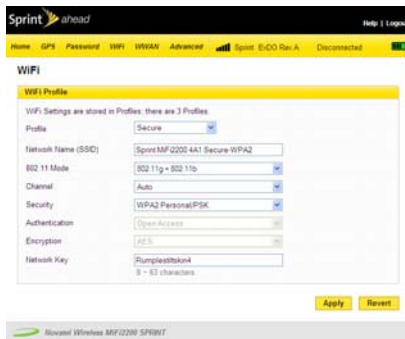 Sprint ahead
Help | Logou
Home GPS Password WiFi WWAN Advanced Sprint EvDO Rev.A Disconnected
WiFi
WiFi Profile
WiFi Settings are stored in Profiles; there are 3 Profiles.
Profile Secure
Network Name (SSID) Sprint MiFi2200 4A1 Secure-WPA2
802.11 Mode 802.11g + 802.11b
Channel Auto
Security WPA2 Personal/PSK
Authentication Open Access
Encryption AES
Network Key Rumplestiltskin4
8 ~ 63 characters
Apply Revert
Novatel Wireless MiFi2200 SPRINT